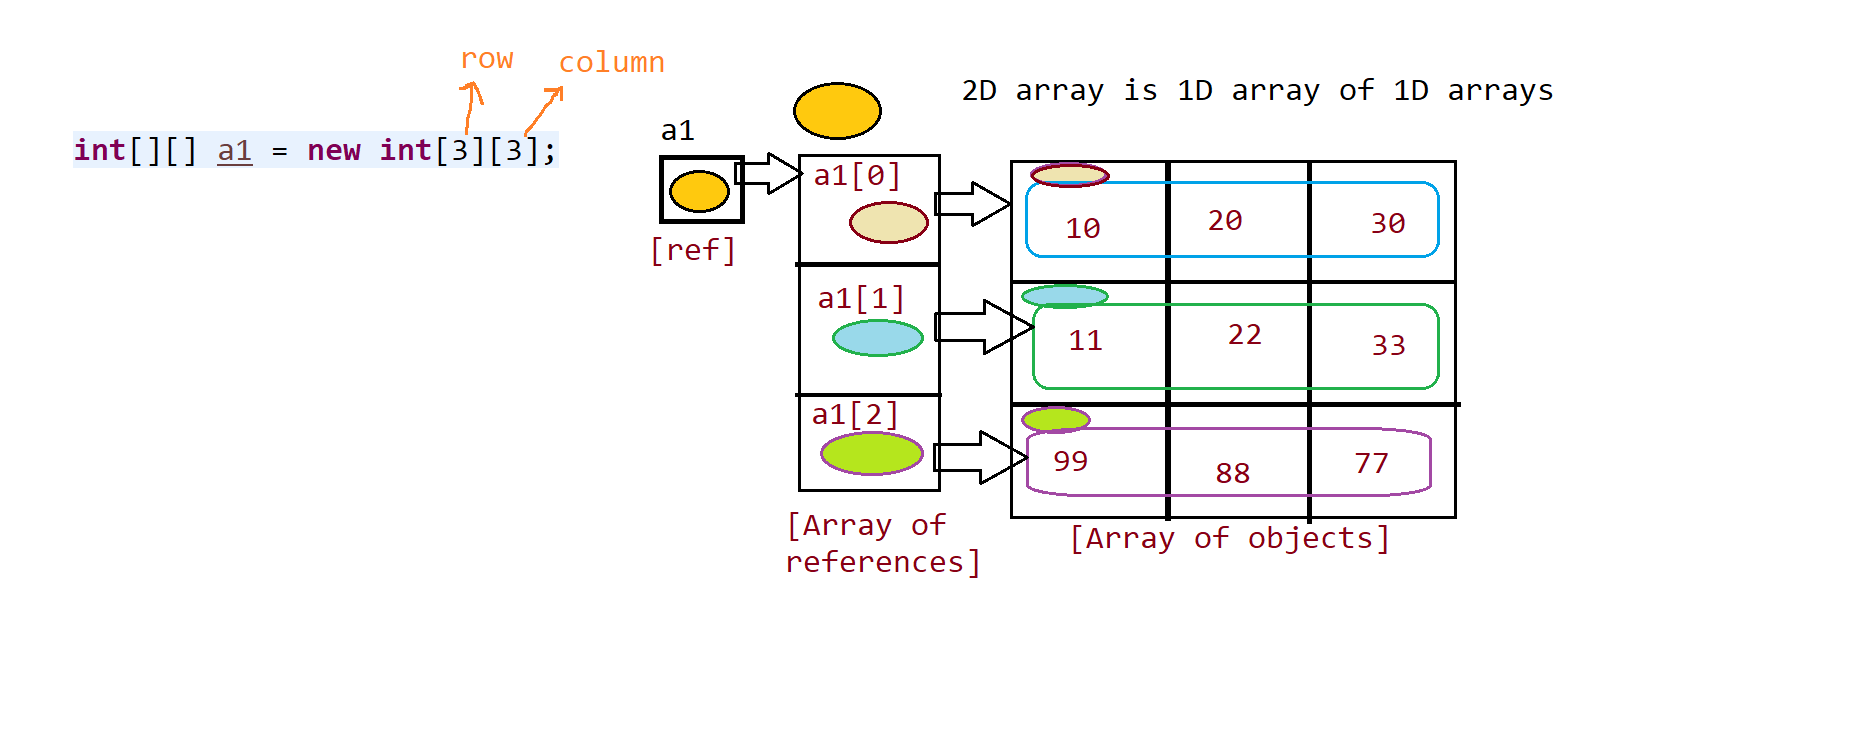 row
column
2D array is 1D array of 1D arrays
int[][] a1 = new int[3][3];
a1
[ref]
a1[0]
a1[1]
a1[2]
[Array of
references]
10 20 30
11 22 33
99 88 77
[Array of objects]